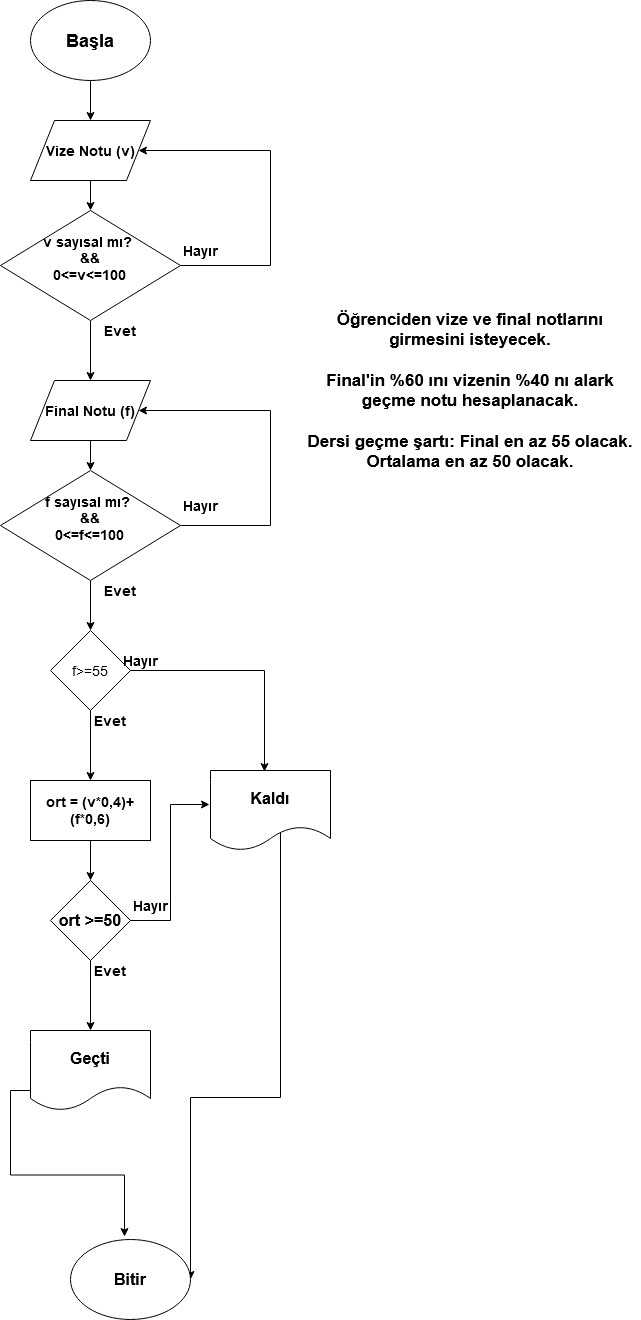 Başla
Vize Notu (v)
v sayısal mı?
&&
0<=v<=100
Hayır
Evet
Öğrenciden vize ve final notlarını
girmesini isteyecek.
Final'in %60 ını vizenin %40 nı alark
geçme notu hesaplanacak.
Dersi geçme şartı: Final en az 55 olacak.
Ortalama en az 50 olacak.
Final Notu (f)
f sayısal mı?
&&
0<=f<=100
Hayır
Evet
f>=55
Hayır
Evet
ort = (v*0,4)+
(f*0,6)
Kaldı
ort >=50
Hayır
Evet
Geçti
Bitir